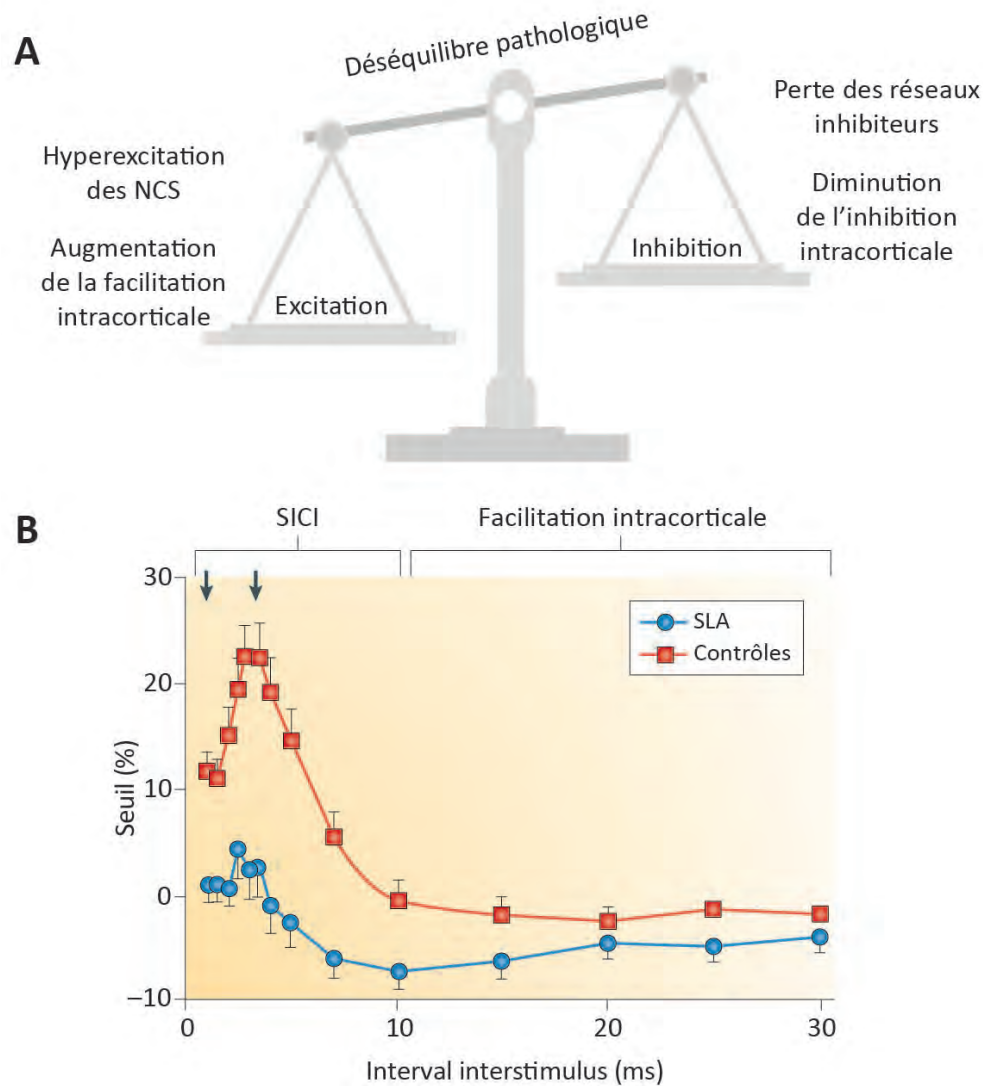 A
Déséquilibre pathologique
Hyperexcitation
des NCS
Augmentation
de la facilitation
intracorticale
Excitation
Inhibition
Perte des réseaux
inhibiteurs
Diminution
de l'inhibition
intracorticale
B
SICI
Facilitation intracorticale
30
20
10
0
−10
Seuil (%)
SLA
Contrôles
0
10
20
30
Interval interstimulus (ms)